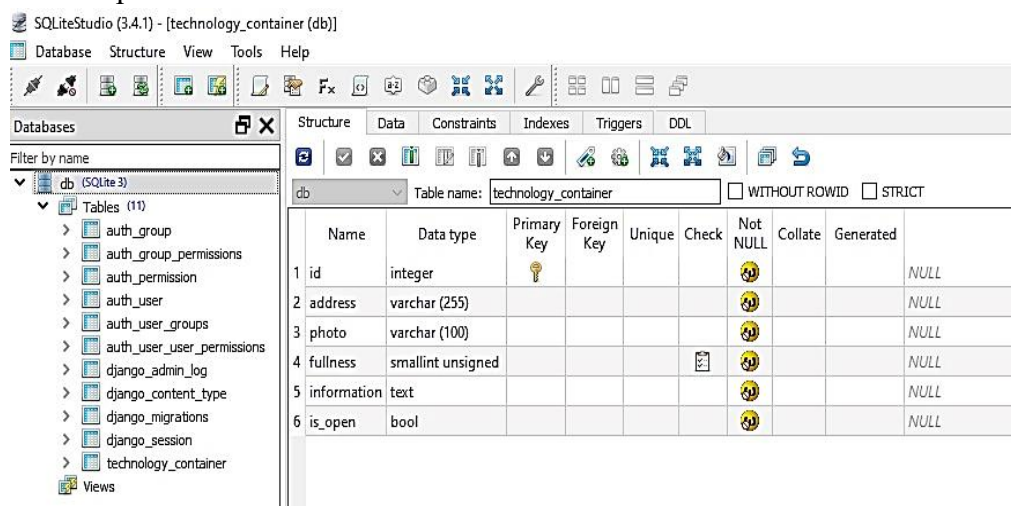 SQLiteStudio (3.4.1) - [technology_container (db)]
Database Structure View Tools Help
Databases
Filter by name
db (SQLite 3)
Tables (11)
auth_group
auth_group_permissions
auth_permission
auth_user
auth_user_groups
auth_user_user_permissions
django_admin_log
django_content_type
django_migrations
django_session
technology_container
Views
Structure Data Constraints Indexes Triggers DDL
db Table name: technology_container WITHOUT ROWID STRICT
Name Data type Primary Key Foreign Key Unique Check Not NULL Collate Generated
1 id integer NULL
2 address varchar (255) NULL
3 photo varchar (100) NULL
4 fullness smallint unsigned NULL
5 information text NULL
6 is_open bool NULL